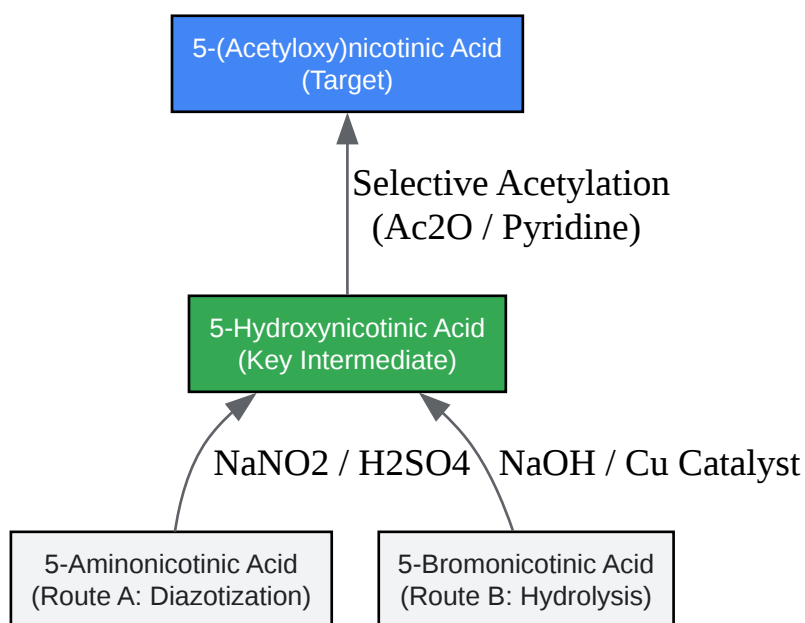 5-(Acetyloxy)nicotinic Acid
(Target)
Selective Acetylation
(Ac2O / Pyridine)
5-Hydroxynicotinic Acid
(Key Intermediate)
NaNO2 / H2SO4
NaOH / Cu Catalyst
5-Aminonicotinic Acid
(Route A: Diazotization)
5-Bromonicotinic Acid
(Route B: Hydrolysis)